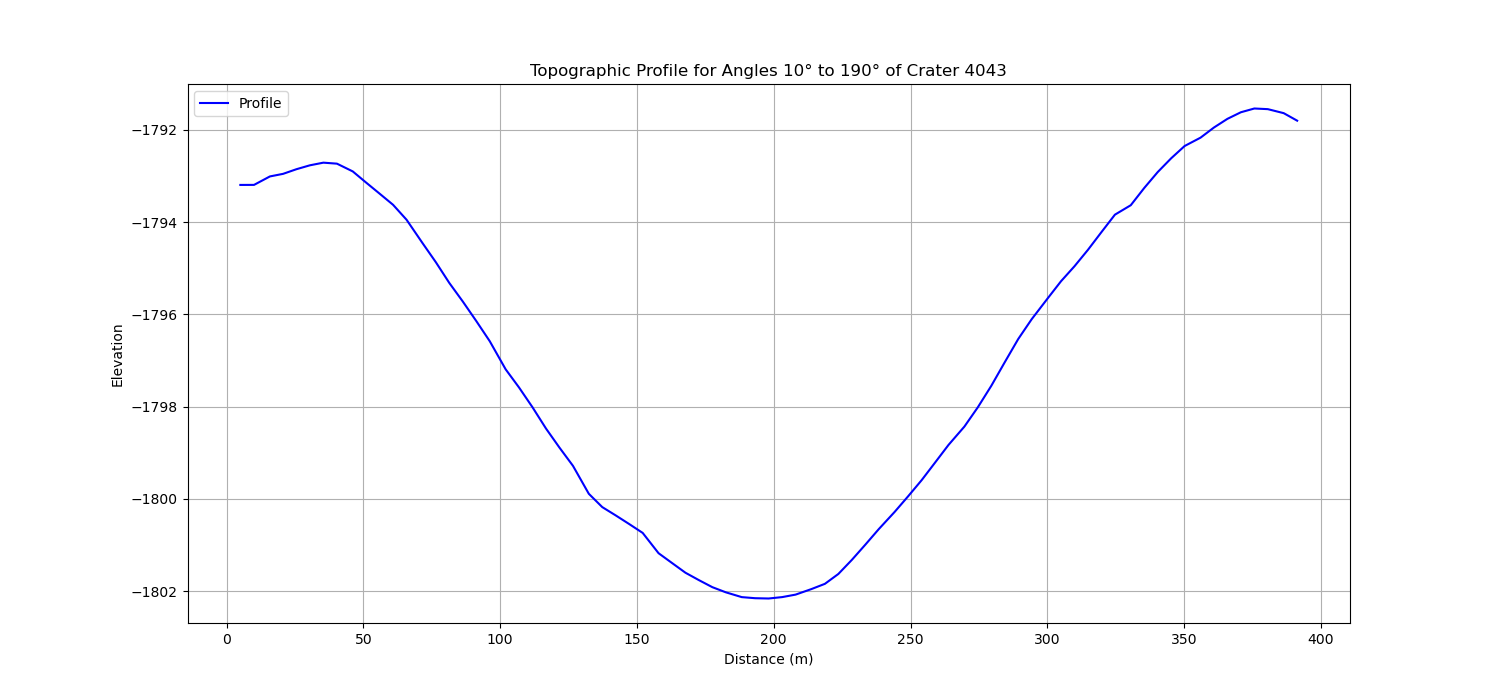 Topographic Profile for Angles 10° to 190° of Crater 4043
Profile
−1792
−1794
−1796
−1798
−1800
−1802
Elevation
0 50 100 150 200 250 300 350 400
Distance (m)